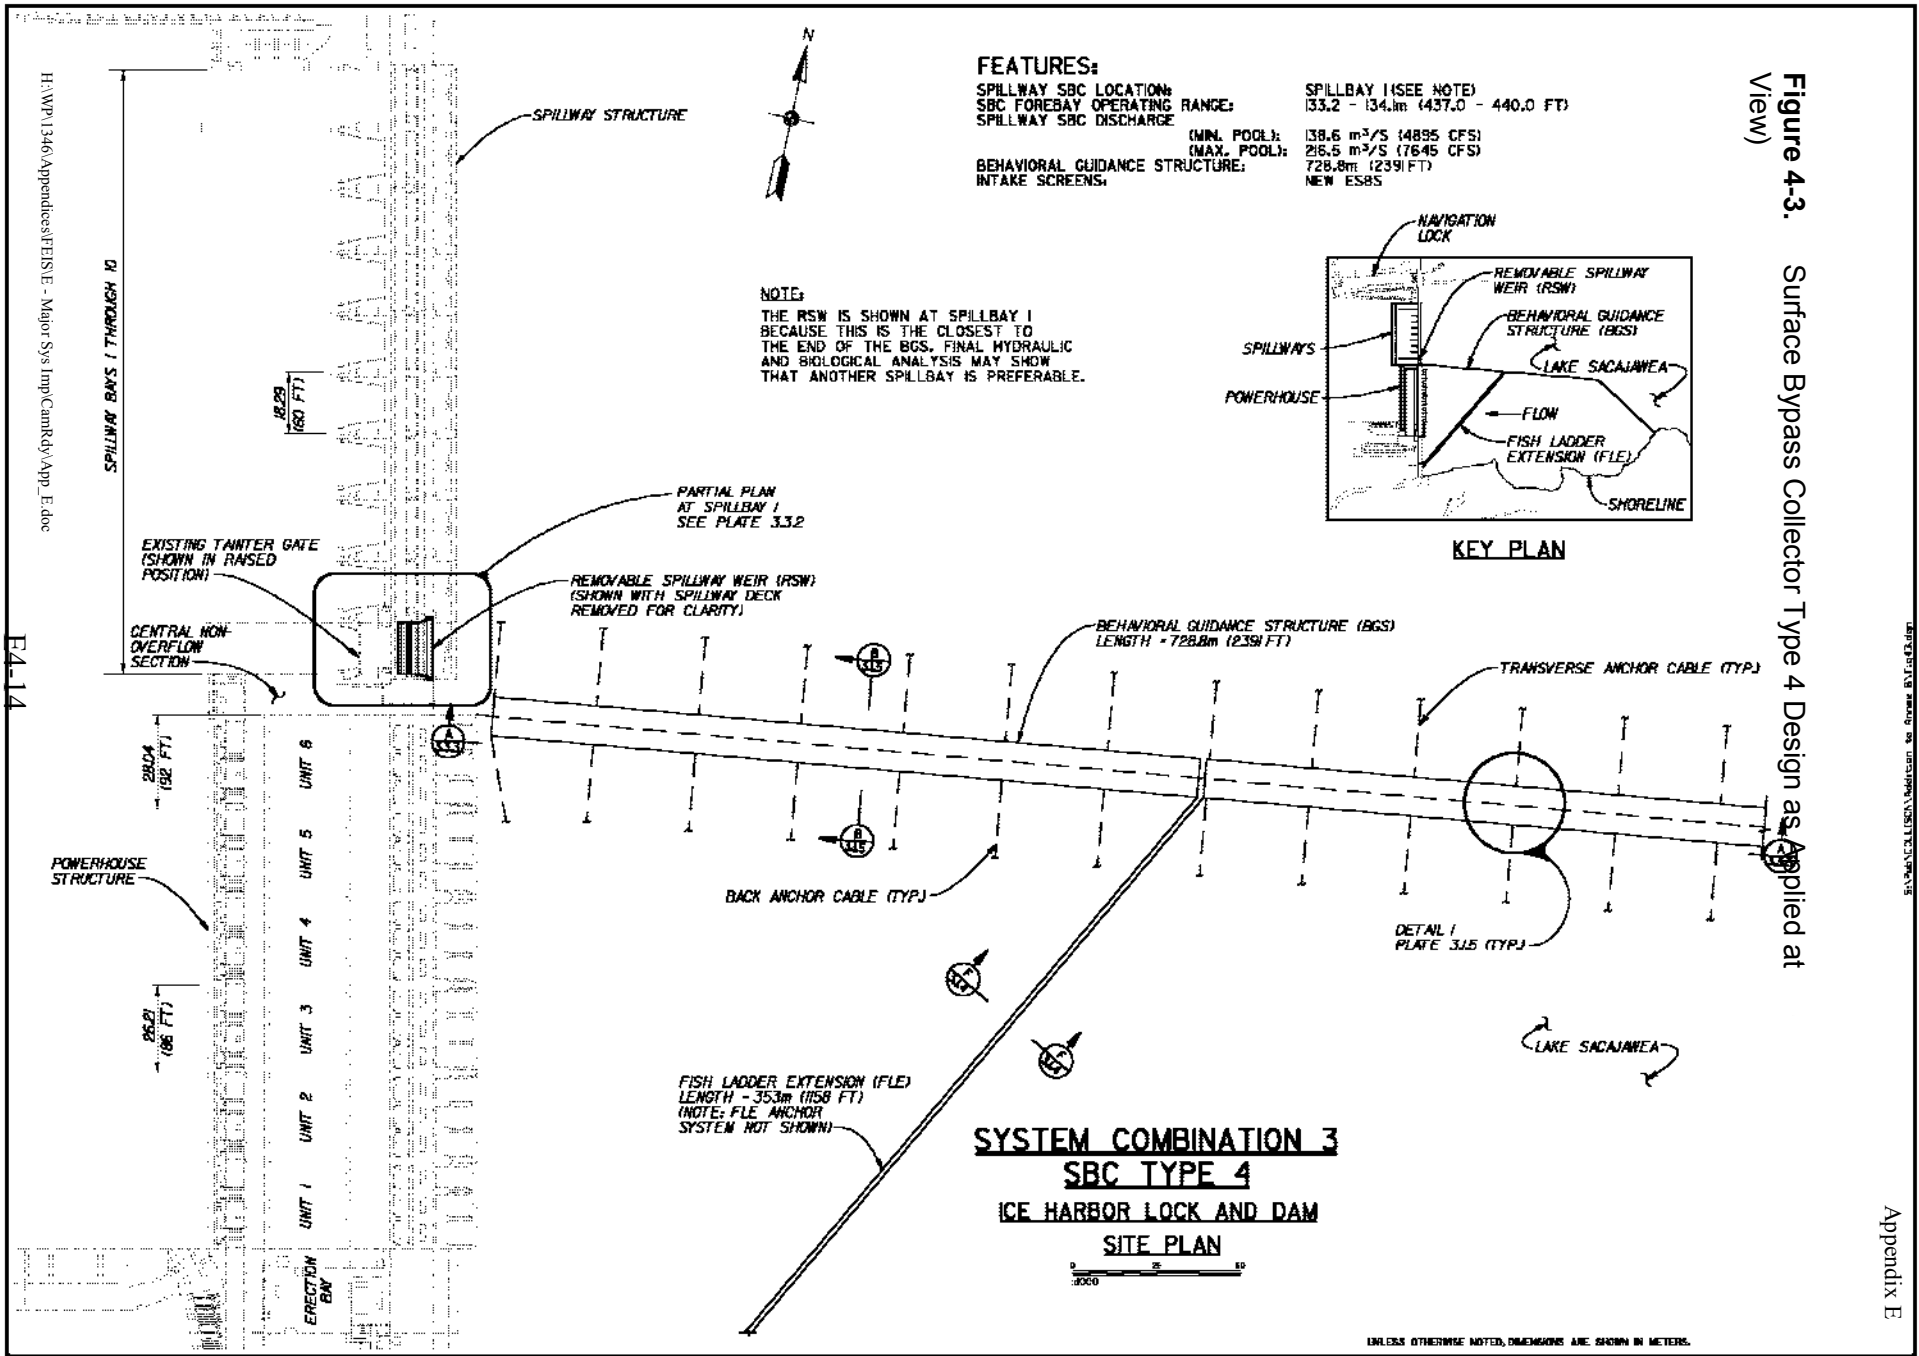 Figure 4-3. Surface Bypass Collector Type 4 Design as Applied at
View)
Appendix E
N
FEATURES:
SPILLWAY SBC LOCATION: SPILLBAY 1 (SEE NOTE)
SBC FOREBAY OPERATING RANGE: 133.2 - 134.1m (437.0 - 440.0 FT)
SPILLWAY SBC DISCHARGE
(MIN. POOL): 138.6 m³/S (4895 CFS)
(MAX. POOL): 216.5 m³/S (7645 CFS)
BEHAVIORAL GUIDANCE STRUCTURE: 728.8m (2391 FT)
INTAKE SCREENS: NEW ESBS
NOTE:
THE RSW IS SHOWN AT SPILLBAY 1
BECAUSE THIS IS THE CLOSEST TO
THE END OF THE BGS. FINAL HYDRAULIC
AND BIOLOGICAL ANALYSIS MAY SHOW
THAT ANOTHER SPILLBAY IS PREFERABLE.
NAVIGATION
LOCK
REMOVABLE SPILLWAY
WEIR (RSW)
BEHAVIORAL GUIDANCE
STRUCTURE (BGS)
SPILLWAYS
LAKE SACAJAWEA
POWERHOUSE
FLOW
FISH LADDER
EXTENSION (FLE)
SHORELINE
KEY PLAN
SPILLWAY STRUCTURE
SPILLWAY BAYS 1 THROUGH 10
18.29
(60 FT)
PARTIAL PLAN
AT SPILLBAY 1
SEE PLATE 3.3.2
EXISTING TAINTER GATE
(SHOWN IN RAISED
POSITION)
REMOVABLE SPILLWAY WEIR (RSW)
(SHOWN WITH SPILLWAY DECK
REMOVED FOR CLARITY)
CENTRAL NON-
OVERFLOW
SECTION
BEHAVIORAL GUIDANCE STRUCTURE (BGS)
LENGTH = 728.8m (2391 FT)
TRANSVERSE ANCHOR CABLE (TYP.)
B
B
A
A
28.04
(92 FT)
UNIT 6
UNIT 5
UNIT 4
UNIT 3
UNIT 2
UNIT 1
ERECTION
BAY
POWERHOUSE
STRUCTURE
26.21
(86 FT)
BACK ANCHOR CABLE (TYP.)
DETAIL 1
PLATE 3.1.5 (TYP.)
F
F
LAKE SACAJAWEA
FISH LADDER EXTENSION (FLE)
LENGTH - 353m (1158 FT)
(NOTE: FLE ANCHOR
SYSTEM NOT SHOWN)
SYSTEM COMBINATION 3
SBC TYPE 4
ICE HARBOR LOCK AND DAM
SITE PLAN
0 25 50
UNLESS OTHERWISE NOTED, DIMENSIONS ARE SHOWN IN METERS.
H:\WP\1346\Appendices\FEIS\E - Major Sys Imp\CamRdy\App_E.doc
E4-14